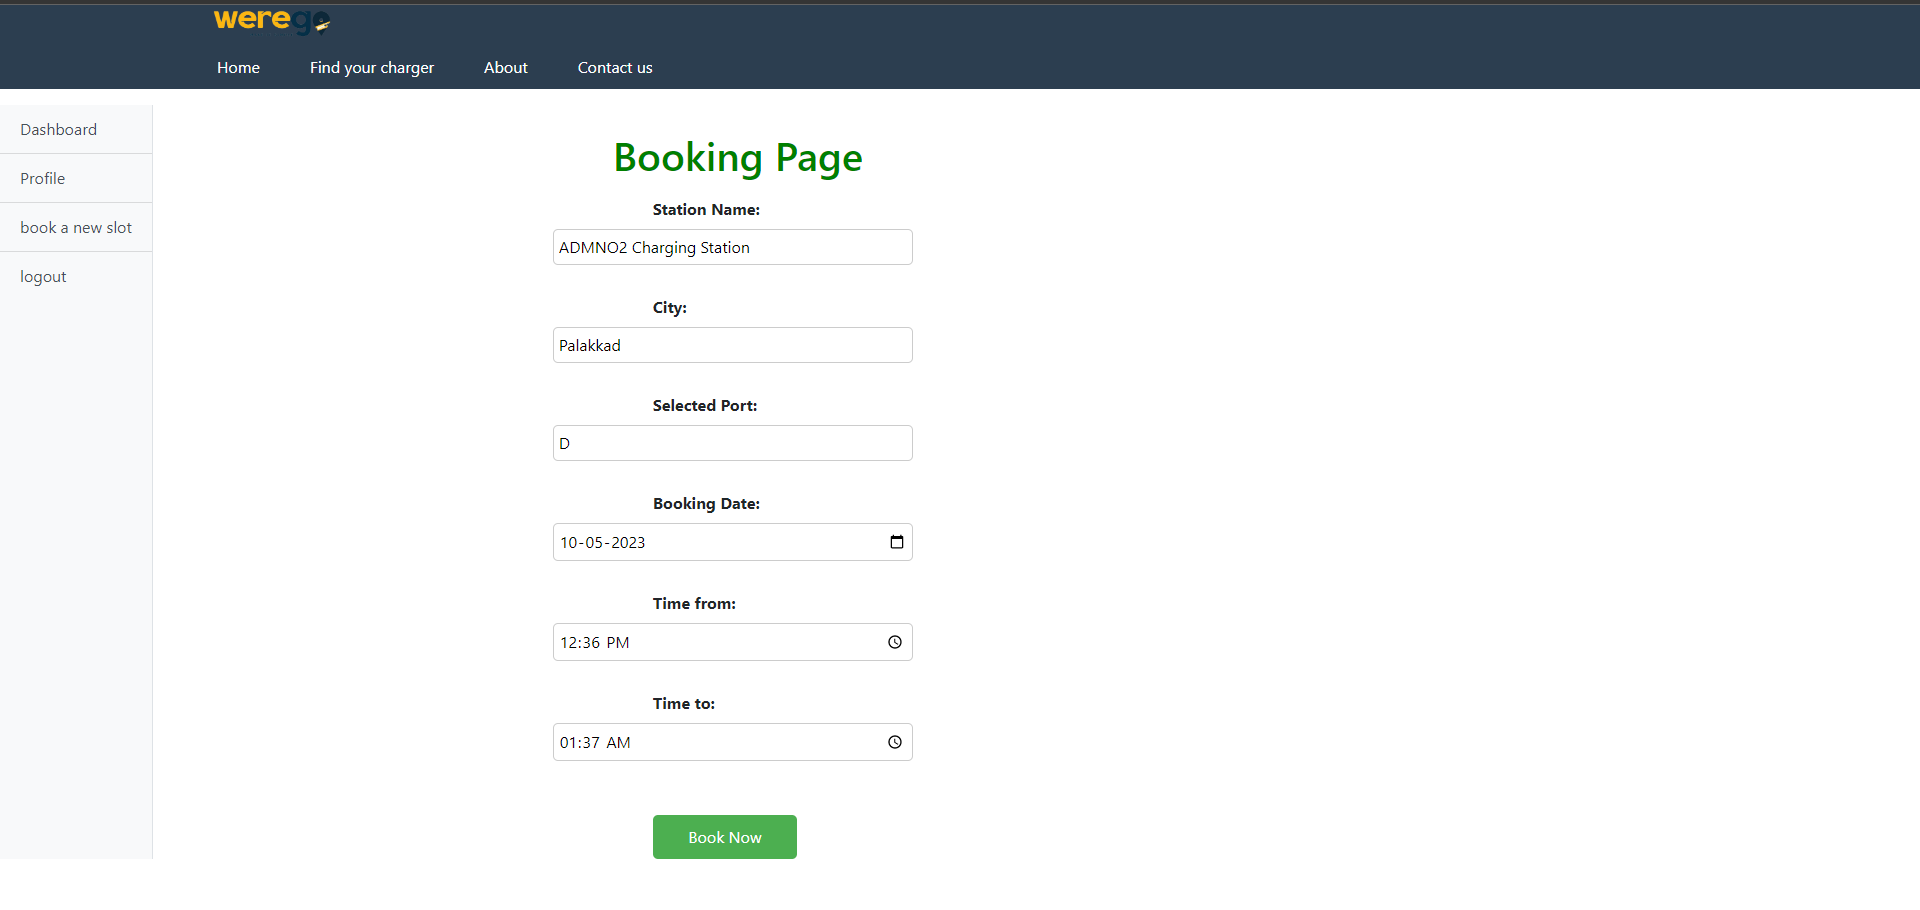 werego
Home Find your charger About Contact us
Dashboard
Profile
book a new slot
logout
Booking Page
Station Name:
ADMNO2 Charging Station
City:
Palakkad
Selected Port:
D
Booking Date:
10-05-2023
Time from:
12:36 PM
Time to:
01:37 AM
Book Now